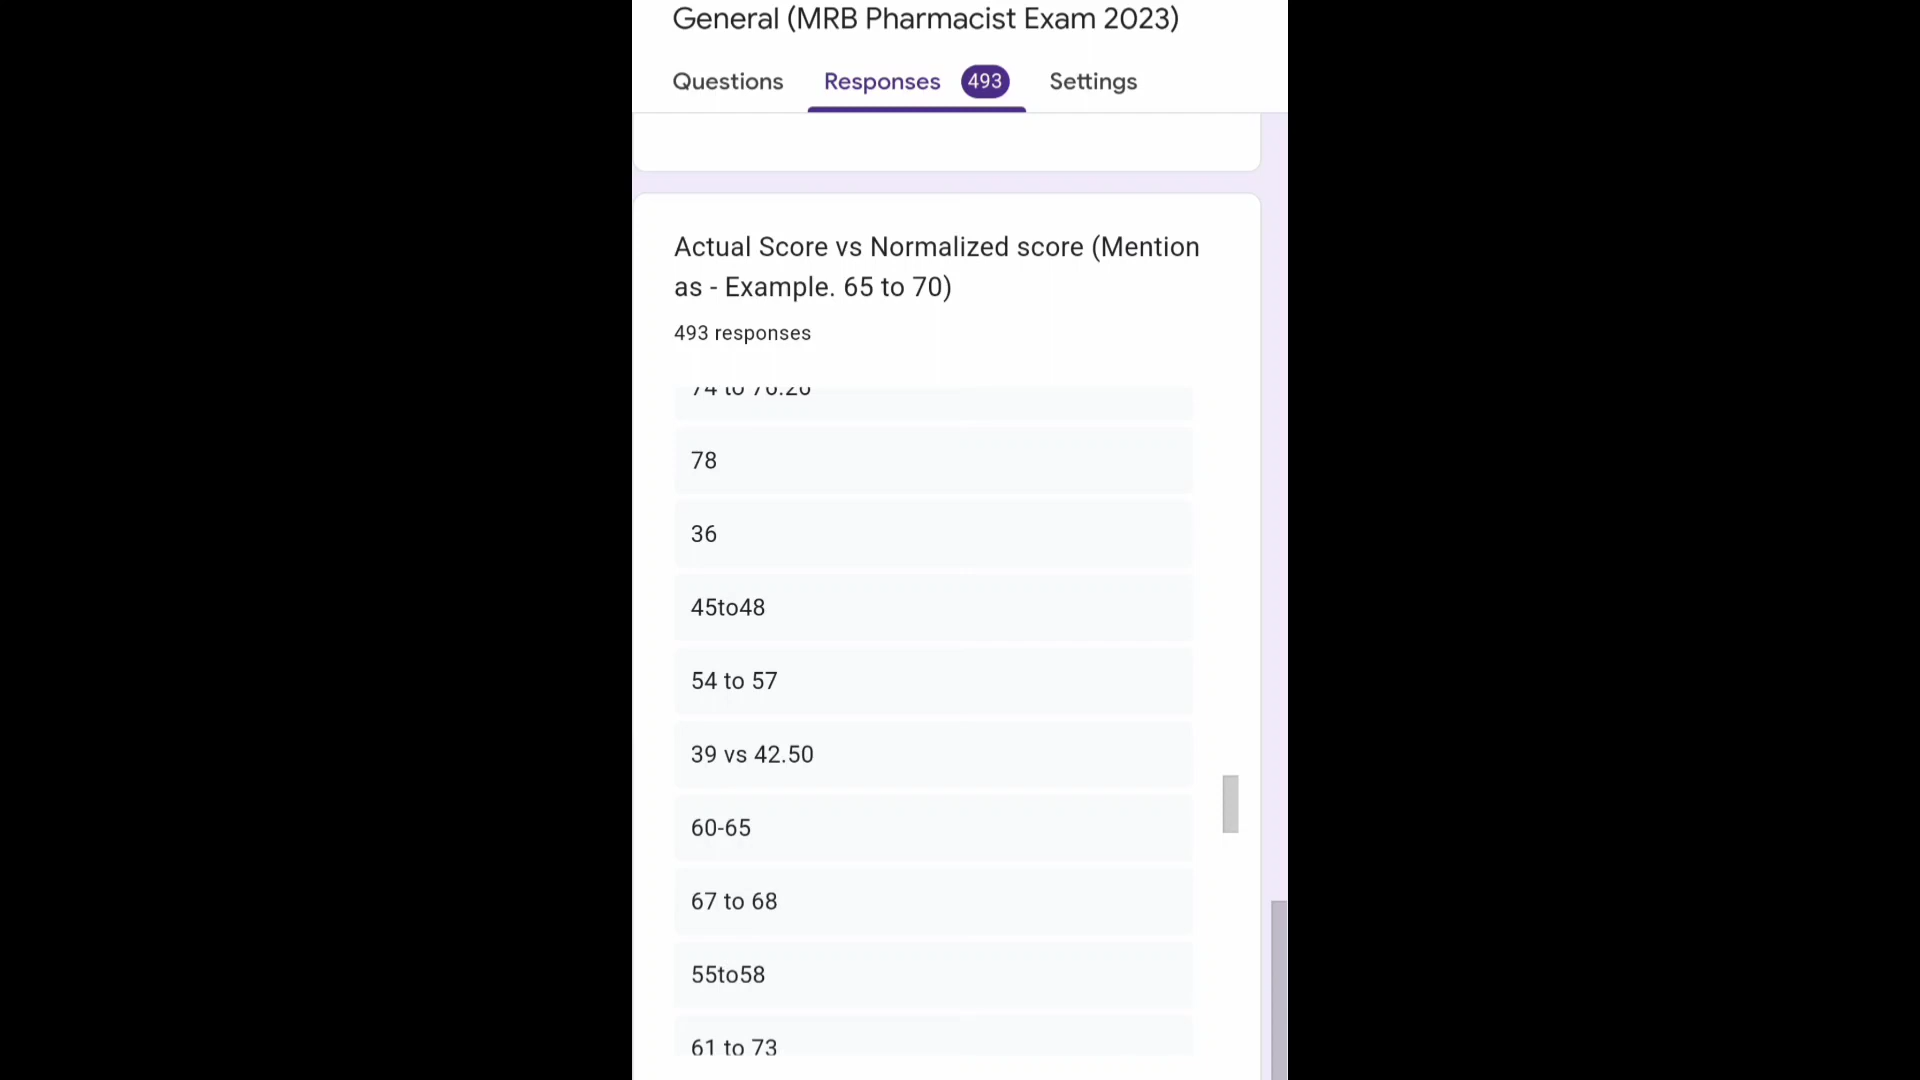 General (MRB Pharmacist Exam 2023)
Questions Responses 493 Settings
Actual Score vs Normalized score (Mention
as - Example. 65 to 70)
493 responses
74 to
78
36
45to48
54 to 57
39 vs 42.50
60-65
67 to 68
55to58
61 to 73